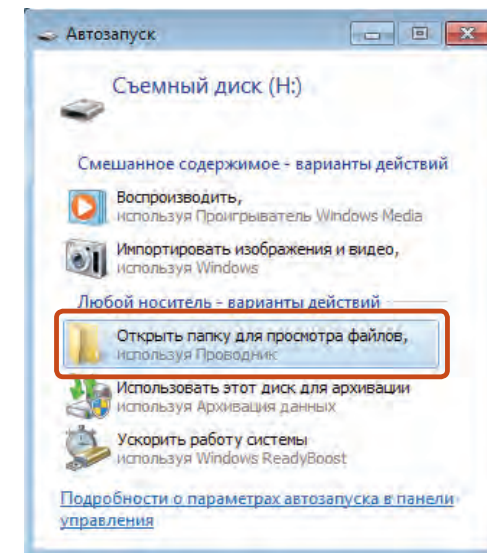 Автозапуск
Съемный диск (H:)
Смешанное содержимое - варианты действий
Воспроизводить,
используя Проигрыватель Windows Media
Импортировать изображения и видео,
используя Windows
Любой носитель - варианты действий
Открыть папку для просмотра файлов,
используя Проводник
Использовать этот диск для архивации
используя Архивация данных
Ускорить работу системы
используя Windows ReadyBoost
Подробности о параметрах автозапуска в панели
управления